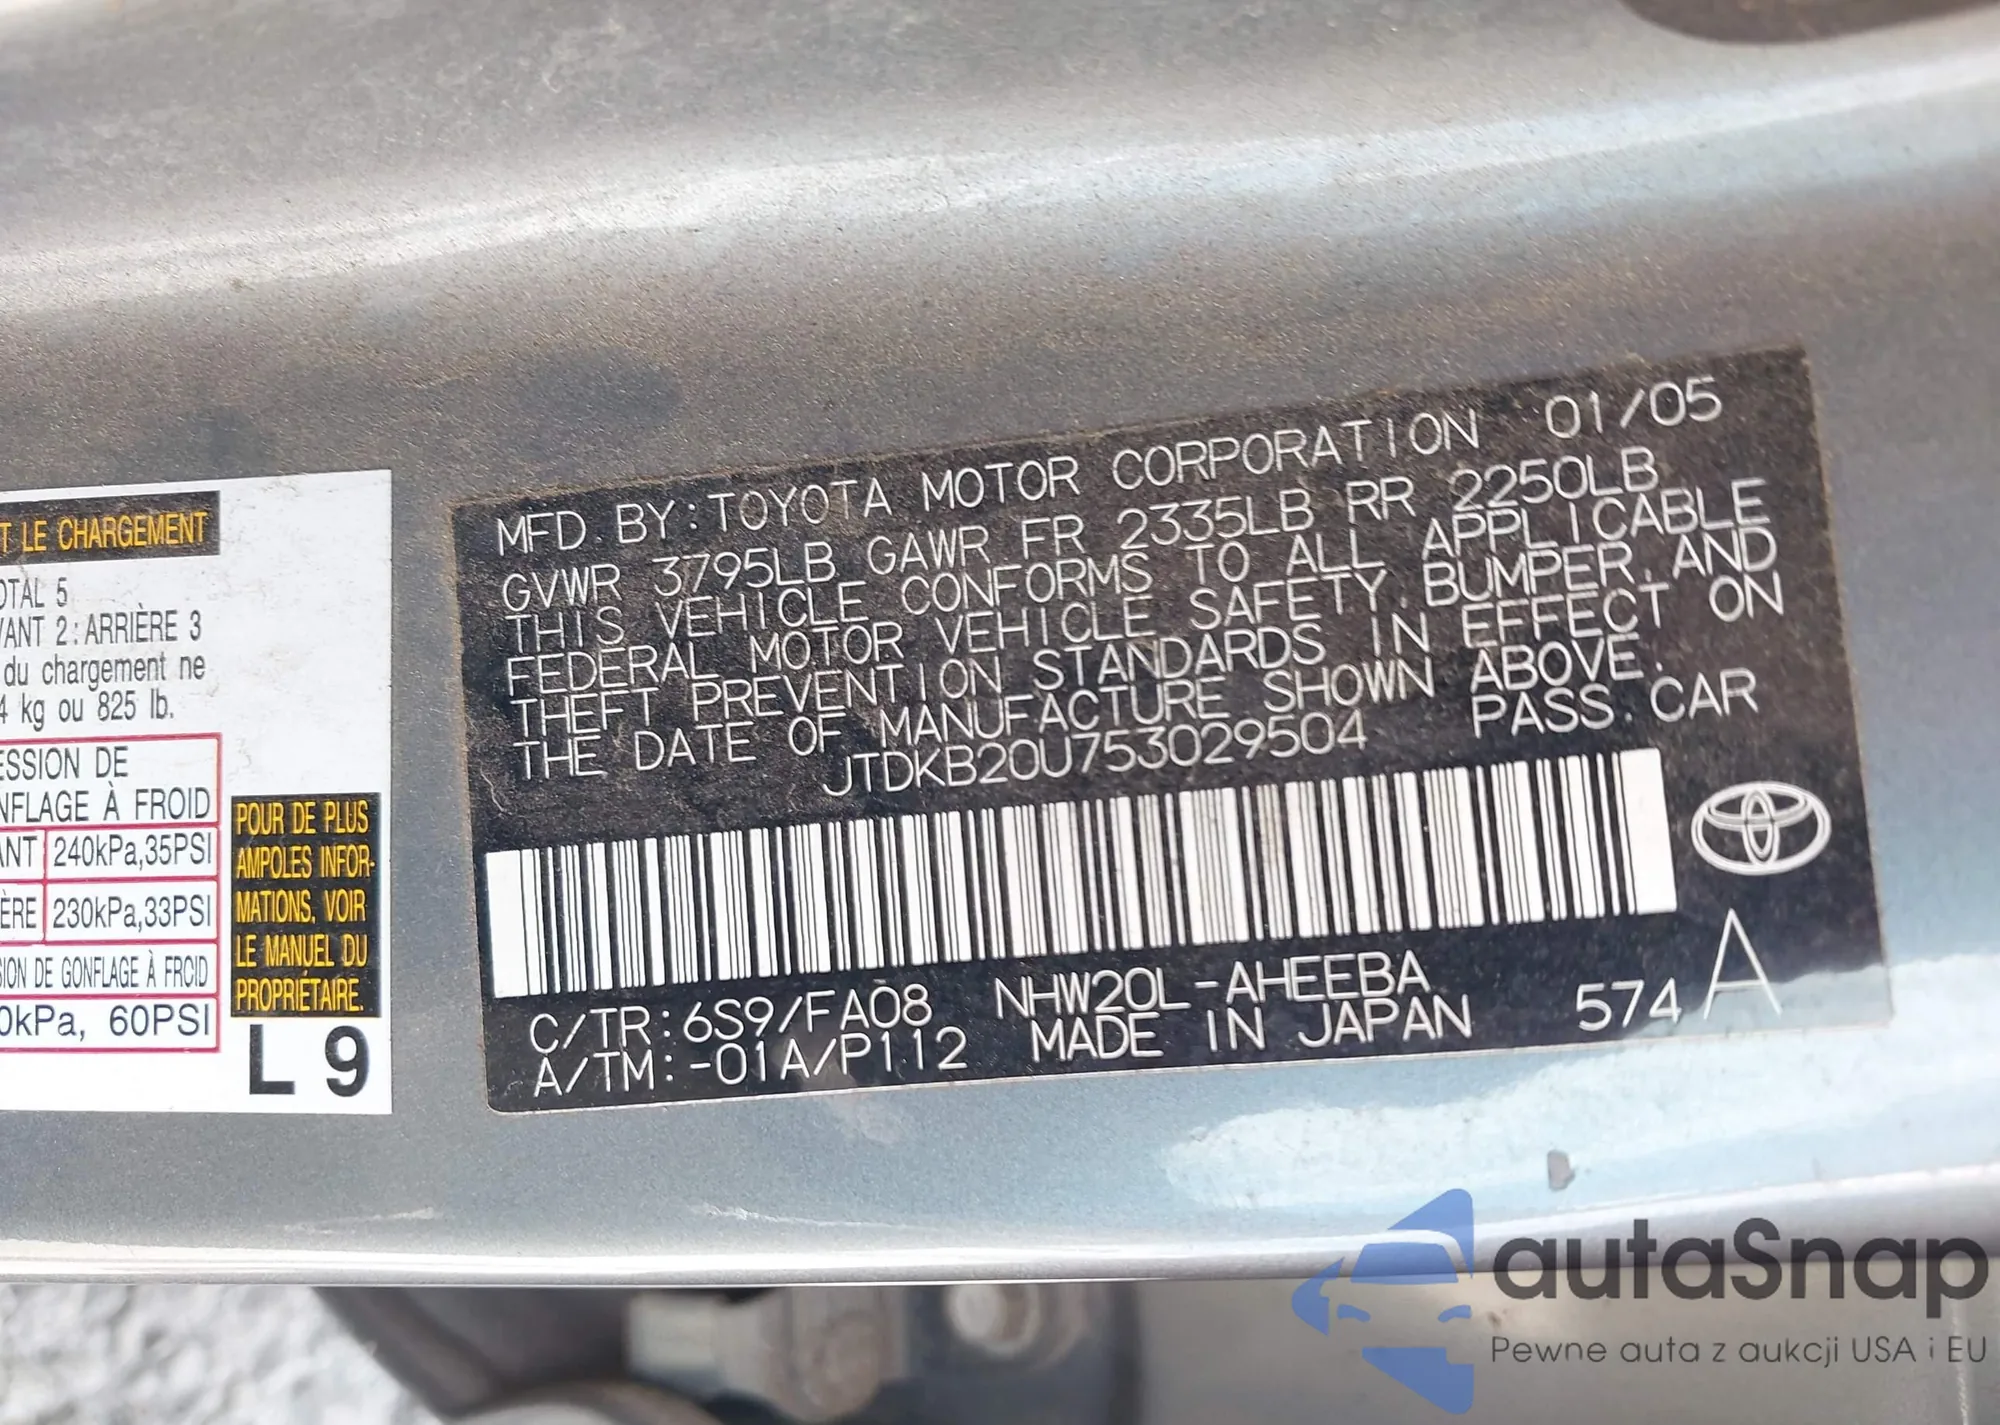 T LE CHARGEMENT
OTAL 5
VANT 2 : ARRIÈRE 3
du chargement ne
4 kg ou 825 lb.
ESSION DE
NFLAGE À FROID
ANT 240kPa,35PSI
ÈRE 230kPa,33PSI
SION DE GONFLAGE À FROID
0kPa, 60PSI
POUR DE PLUS
AMPOLES INFOR-
MATIONS, VOIR
LE MANUEL DU
PROPRIÉTAIRE.
L 9
MFD. BY : TOYOTA MOTOR CORPORATION 01/05
GVWR 3795LB GAWR FR 2335LB RR 2250LB
THIS VEHICLE CONFORMS TO ALL APPLICABLE
FEDERAL MOTOR VEHICLE SAFETY, BUMPER, AND
THEFT PREVENTION STANDARDS IN EFFECT ON
THE DATE OF MANUFACTURE SHOWN ABOVE.
JTDKB20U753029504 PASS. CAR
C/TR : 6S9/FA08 NHW20L-AHEEBA
A/TM : -01A/P112 MADE IN JAPAN 574 A
autaSnap
Pewne auta z aukcji USA i EU